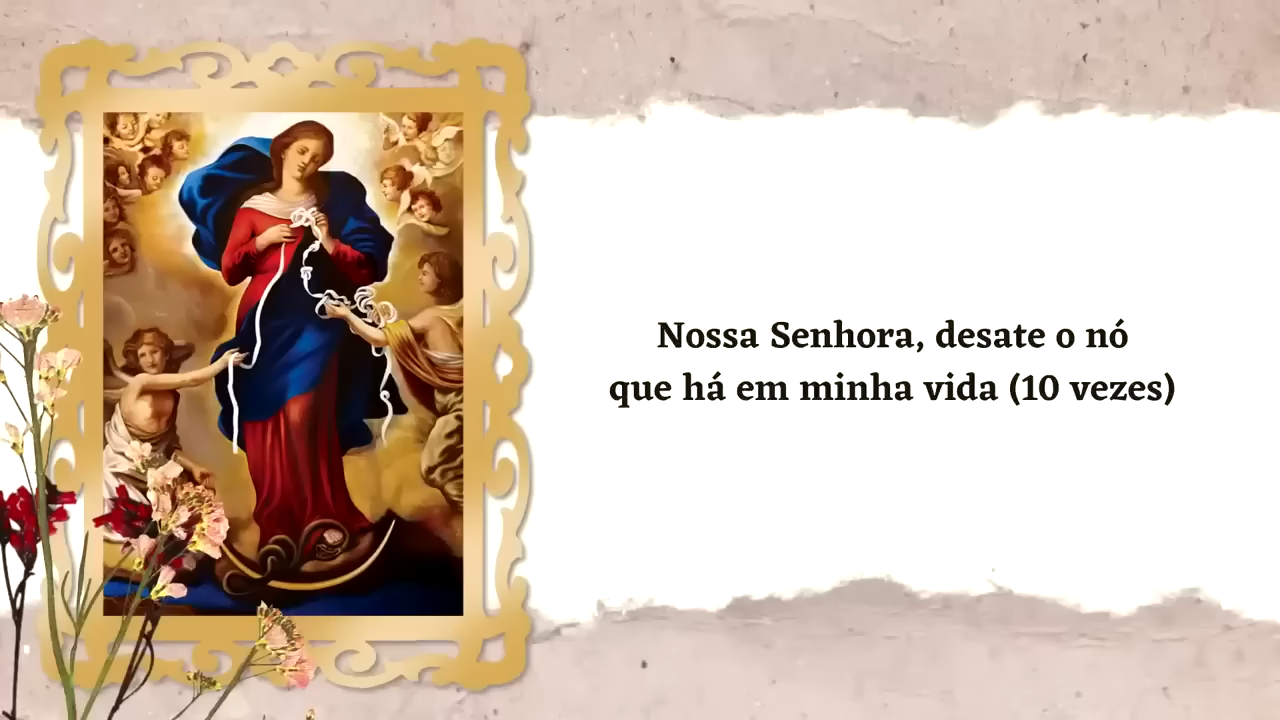 Nossa Senhora, desate o nó
que há em minha vida (10 vezes)